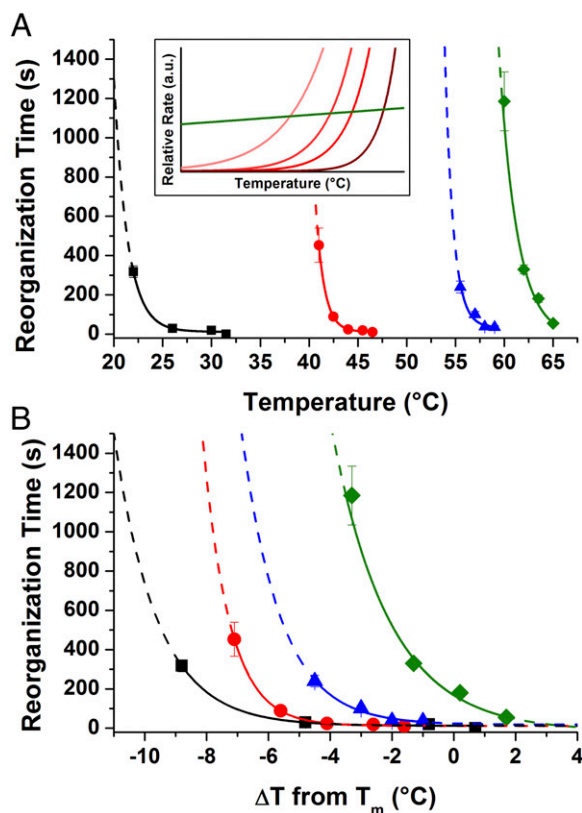 A
Reorganization Time (s)
1400
1200
1000
800
600
400
200
0
Relative Rate (a.u.)
Temperature (°C)
20 25 30 35 40 45 50 55 60 65
Temperature (°C)
B
Reorganization Time (s)
1400
1200
1000
800
600
400
200
0
-10 -8 -6 -4 -2 0 2 4
ΔT from Tm (°C)